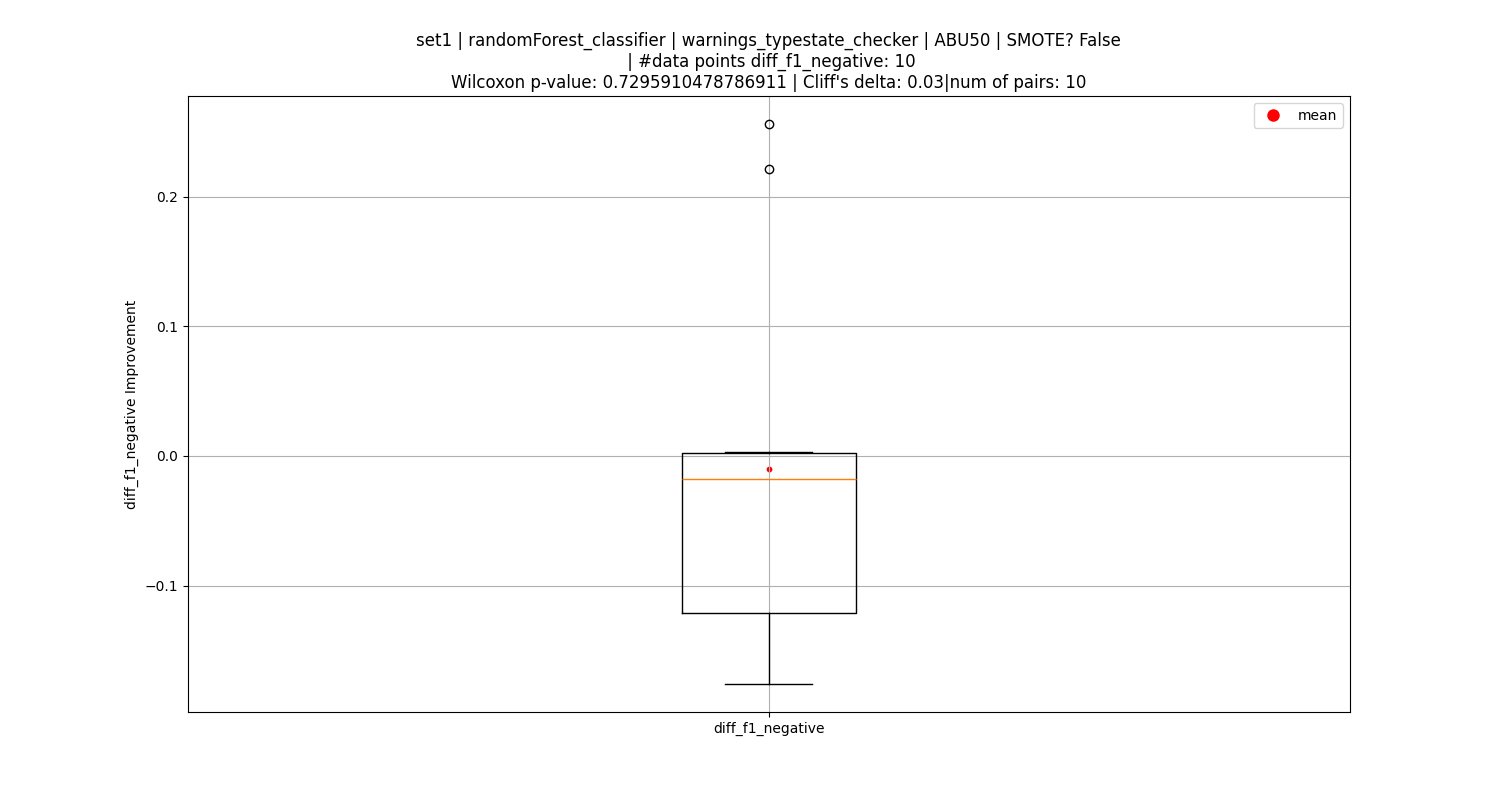 set1 | randomForest_classifier | warnings_typestate_checker | ABU50 | SMOTE? False
| #data points diff_f1_negative: 10
Wilcoxon p-value: 0.7295910478786911 | Cliff's delta: 0.03|num of pairs: 10
mean
0.2
0.1
0.0
−0.1
diff_f1_negative Improvement
diff_f1_negative